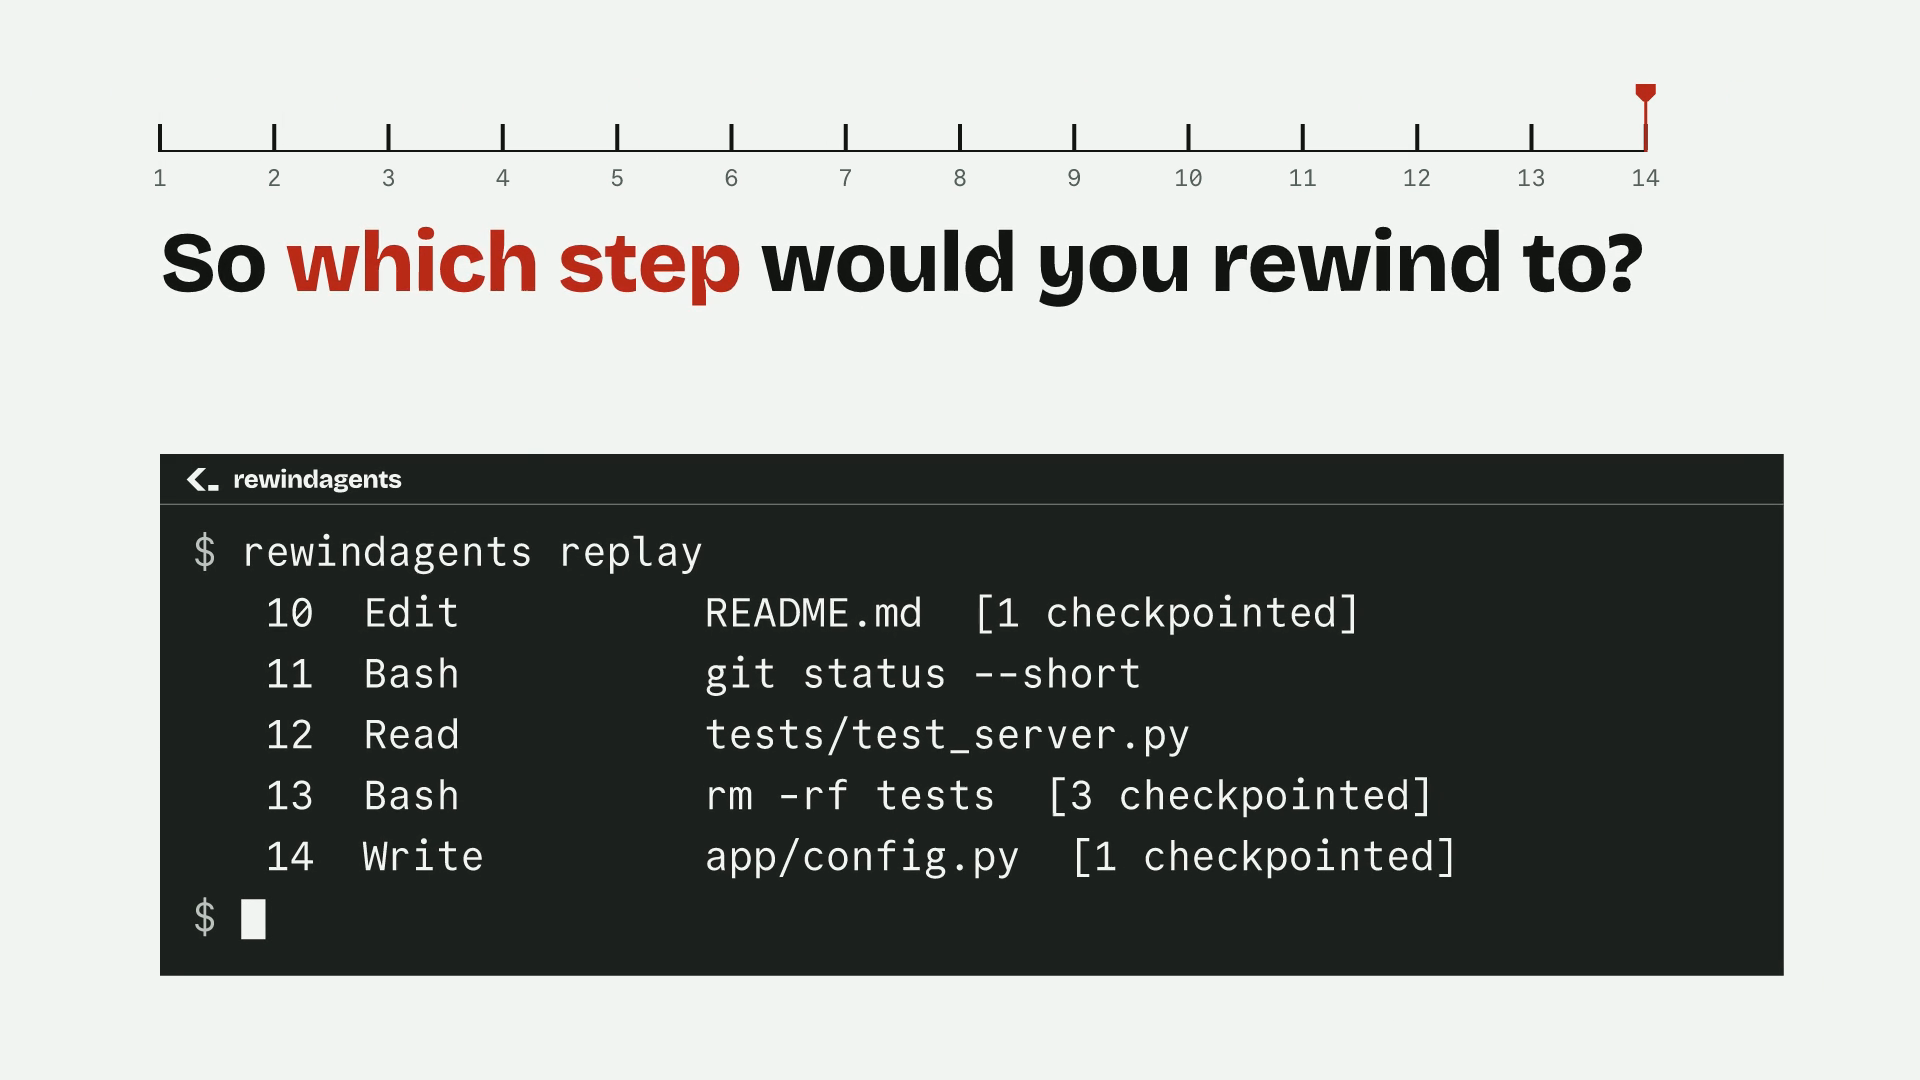 1 2 3 4 5 6 7 8 9 10 11 12 13 14
So which step would you rewind to?
rewindagents
$ rewindagents replay
10 Edit README.md [1 checkpointed]
11 Bash git status --short
12 Read tests/test_server.py
13 Bash rm -rf tests [3 checkpointed]
14 Write app/config.py [1 checkpointed]
$